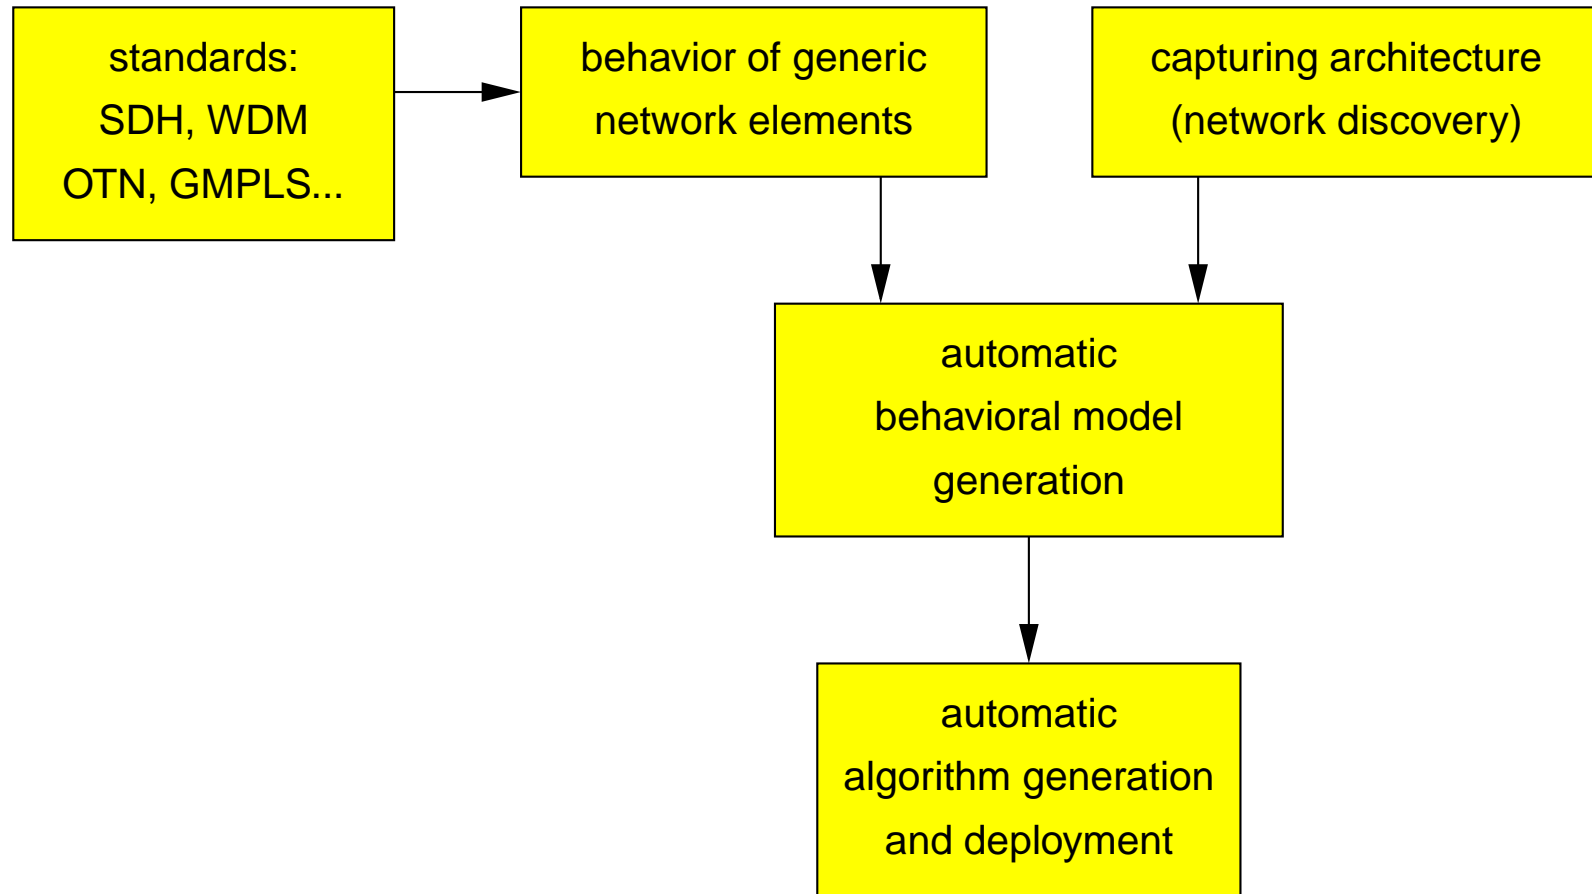 standards:
SDH, WDM
OTN, GMPLS...
behavior of generic
network elements
capturing architecture
(network discovery)
automatic
behavioral model
generation
automatic
algorithm generation
and deployment